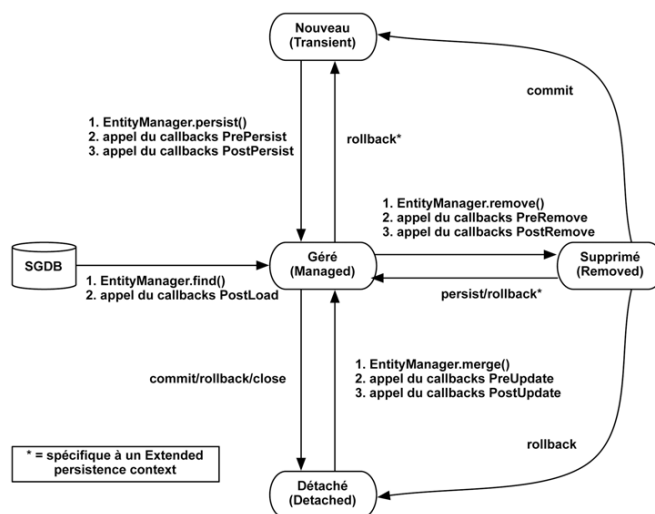 Nouveau
(Transient)
commit
1. EntityManager.persist()
2. appel du callbacks PrePersist
3. appel du callbacks PostPersist
rollback*
1. EntityManager.remove()
2. appel du callbacks PreRemove
3. appel du callbacks PostRemove
SGDB
Géré
(Managed)
Supprimé
(Removed)
1. EntityManager.find()
2. appel du callbacks PostLoad
persist/rollback*
1. EntityManager.merge()
2. appel du callbacks PreUpdate
3. appel du callbacks PostUpdate
commit/rollback/close
rollback
* = spécifique à un Extended
persistence context
Détaché
(Detached)